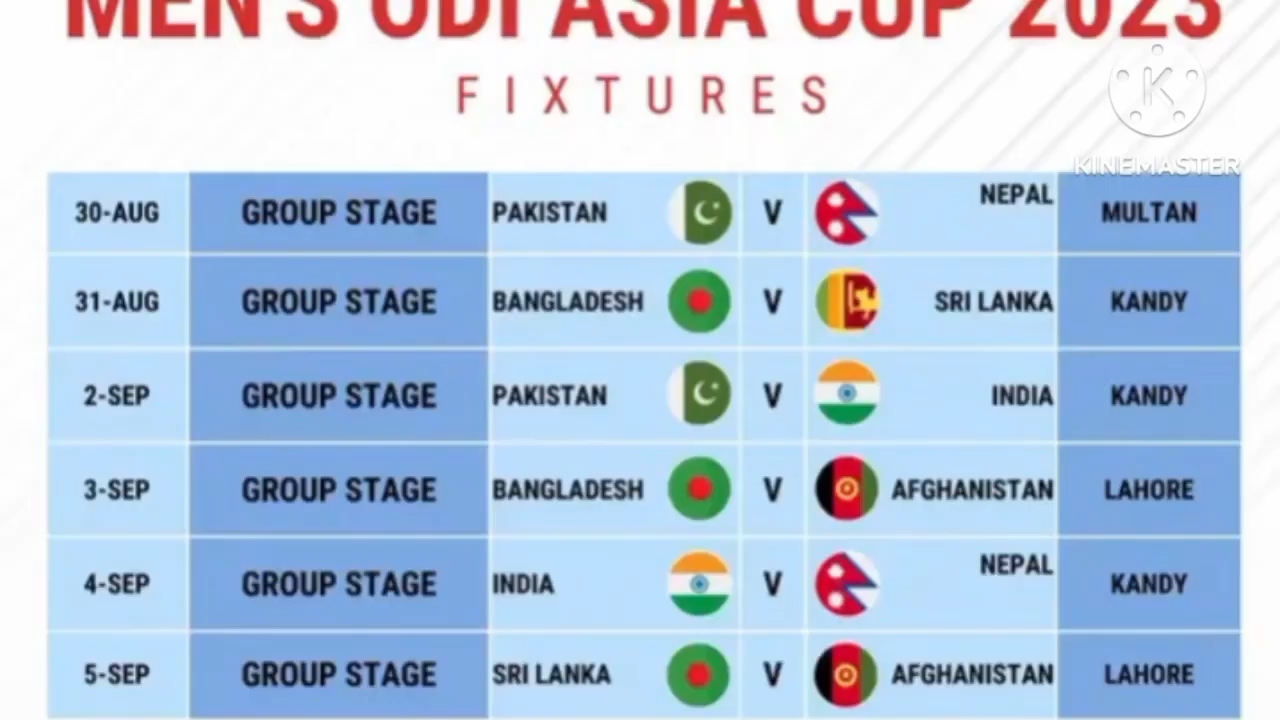 MEN'S ODI ASIA CUP 2023
FIXTURES
K
KINEMASTER
30-AUG GROUP STAGE PAKISTAN V NEPAL MULTAN
31-AUG GROUP STAGE BANGLADESH V SRI LANKA KANDY
2-SEP GROUP STAGE PAKISTAN V INDIA KANDY
3-SEP GROUP STAGE BANGLADESH V AFGHANISTAN LAHORE
4-SEP GROUP STAGE INDIA V NEPAL KANDY
5-SEP GROUP STAGE SRI LANKA V AFGHANISTAN LAHORE